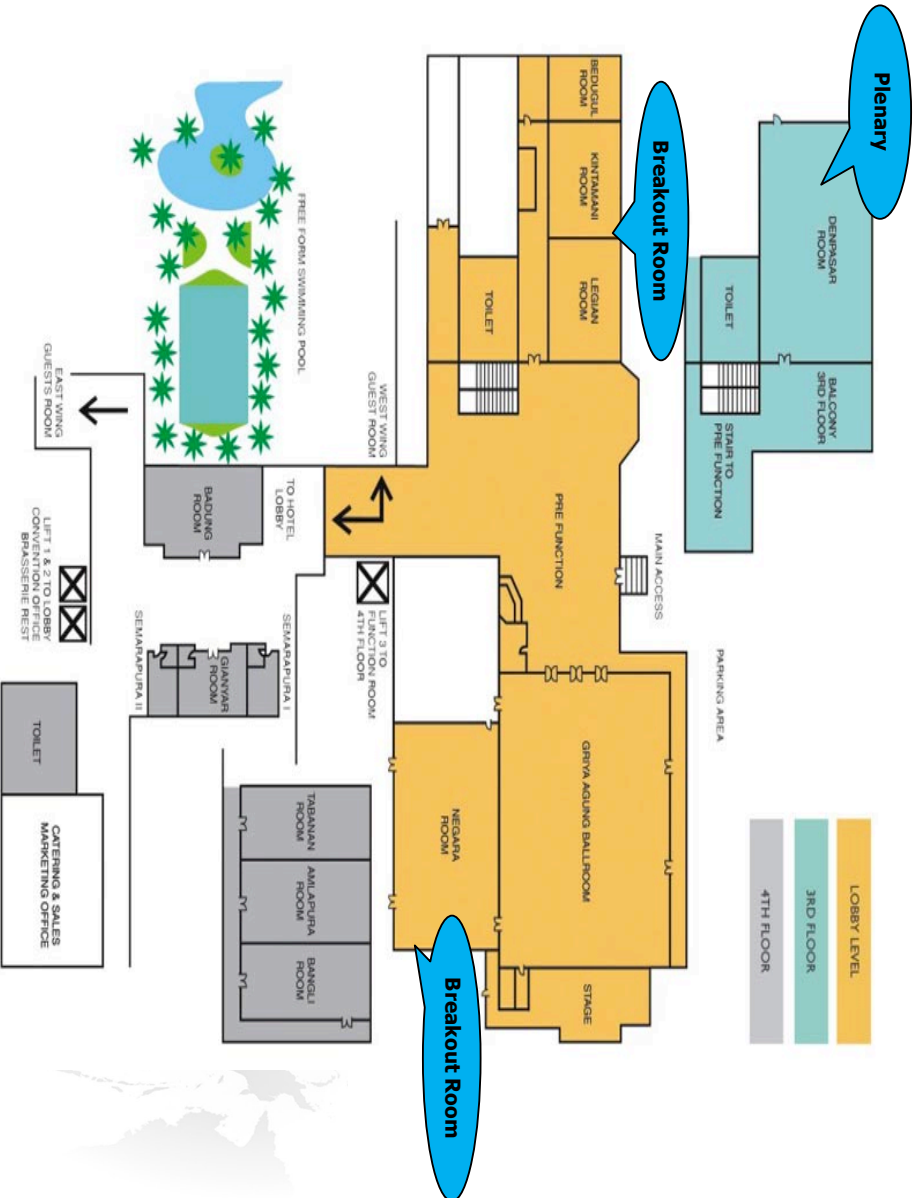 Plenary
DENPASAR
ROOM
BALCONY
3RD FLOOR
TOILET
STAIR TO
PRE FUNCTION
LOBBY LEVEL
3RD FLOOR
4TH FLOOR
PARKING AREA
MAIN ACCESS
Breakout Room
BEDUGUL
ROOM
KINTAMANI
ROOM
LEGIAN
ROOM
TOILET
PRE FUNCTION
GRIYA AGUNG BALLROOM
STAGE
NEGARA
ROOM
Breakout Room
WEST WING
GUEST ROOM
LIFT 3 TO
FUNCTION ROOM
4TH FLOOR
FREE FORM SWIMMING POOL
TO HOTEL
LOBBY
SEMARAPURA I
TABANAN
ROOM
AMLAPURA
ROOM
BANGLI
ROOM
BADUNG
ROOM
GIANYAR
ROOM
SEMARAPURA II
EAST WING
GUESTS ROOM
LIFT 1 & 2 TO LOBBY
CONVENTION OFFICE
BRASSERIE REST
TOILET
CATERING & SALES
MARKETING OFFICE